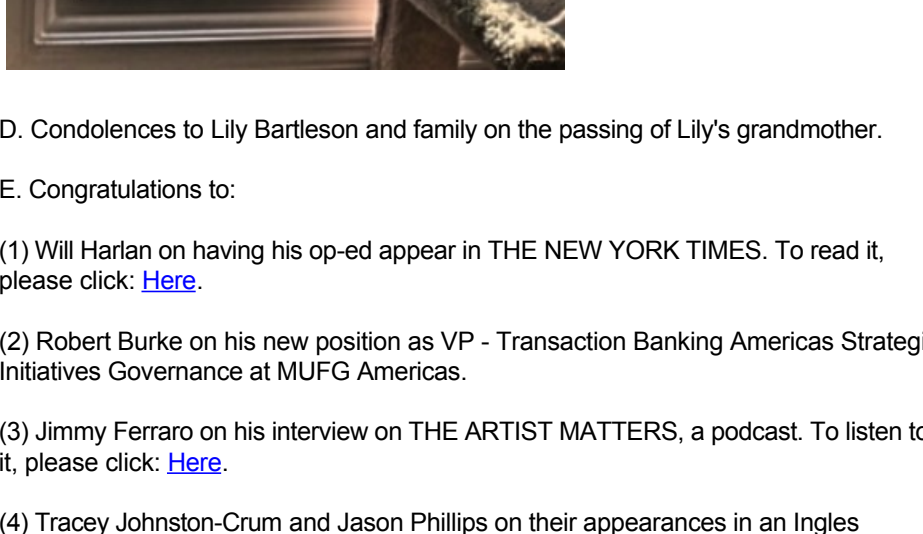 D. Condolences to Lily Bartleson and family on the passing of Lily's grandmother.
E. Congratulations to:
(1) Will Harlan on having his op-ed appear in THE NEW YORK TIMES. To read it,
please click: Here.
(2) Robert Burke on his new position as VP - Transaction Banking Americas Strategi
Initiatives Governance at MUFG Americas.
(3) Jimmy Ferraro on his interview on THE ARTIST MATTERS, a podcast. To listen to
it, please click: Here.
(4) Tracey Johnston-Crum and Jason Phillips on their appearances in an Ingles